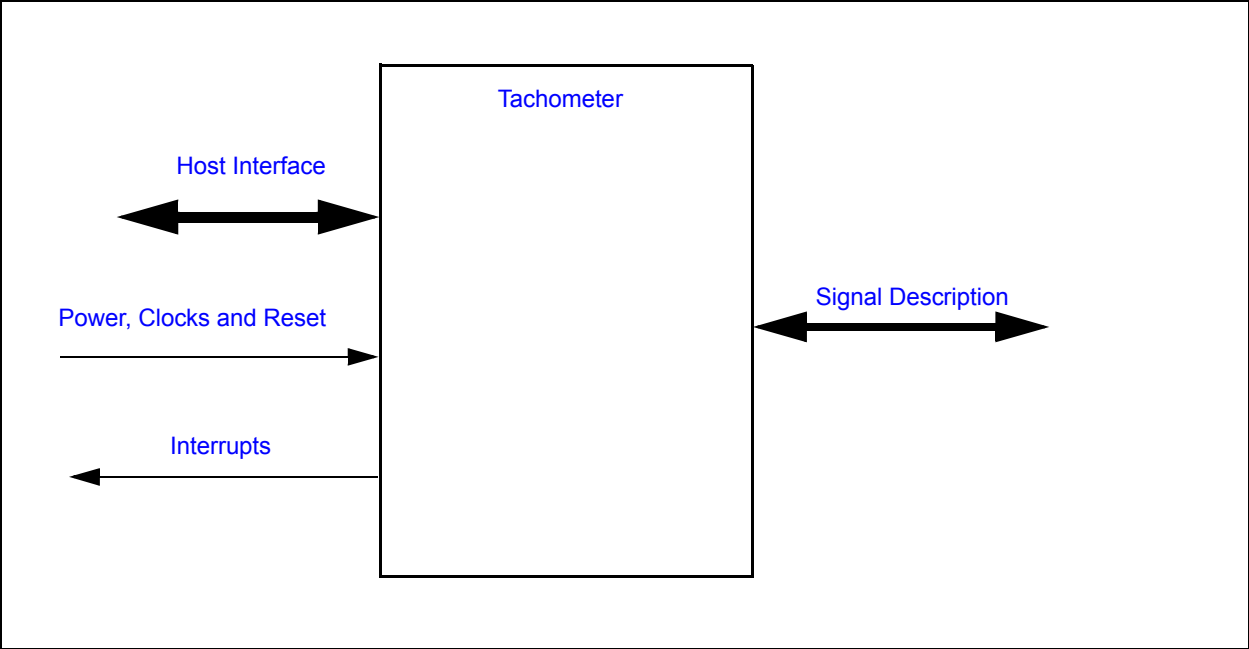 Tachometer
Host Interface
Signal Description
Power, Clocks and Reset
Interrupts